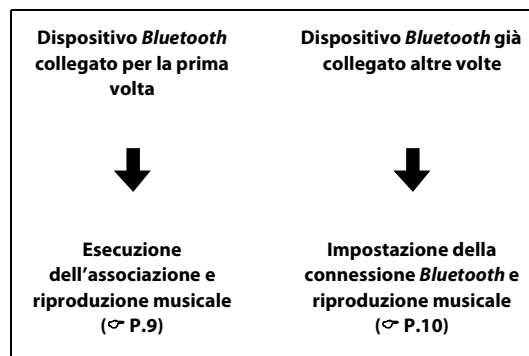 Dispositivo Bluetooth
collegato per la prima
volta
Esecuzione
dell'associazione e
riproduzione musicale
(☞ P.9)
Dispositivo Bluetooth già
collegato altre volte
Impostazione della
connessione Bluetooth e
riproduzione musicale
(☞ P.10)